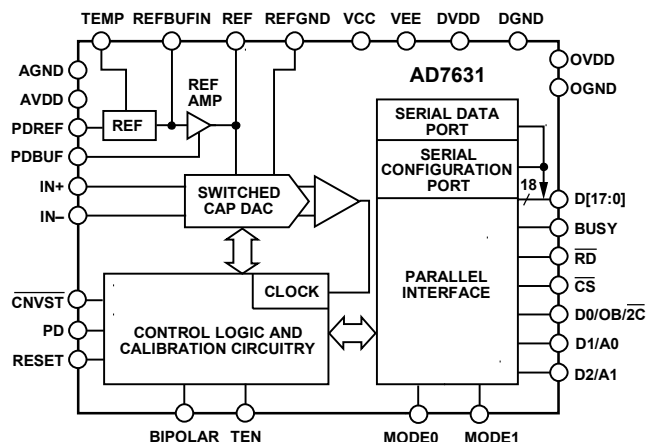 TEMP REFBUFIN REF REFGND VCC VEE DVDD DGND
AGND
AVDD
PDREF
PDBUF
IN+
IN–
CNVST
PD
RESET
REF
REF
AMP
SWITCHED
CAP DAC
CLOCK
CONTROL LOGIC AND
CALIBRATION CIRCUITRY
AD7631
SERIAL DATA
PORT
SERIAL
CONFIGURATION
PORT
18
PARALLEL
INTERFACE
OVDD
OGND
D[17:0]
BUSY
RD
CS
D0/OB/2C
D1/A0
D2/A1
BIPOLAR TEN
MODE0 MODE1